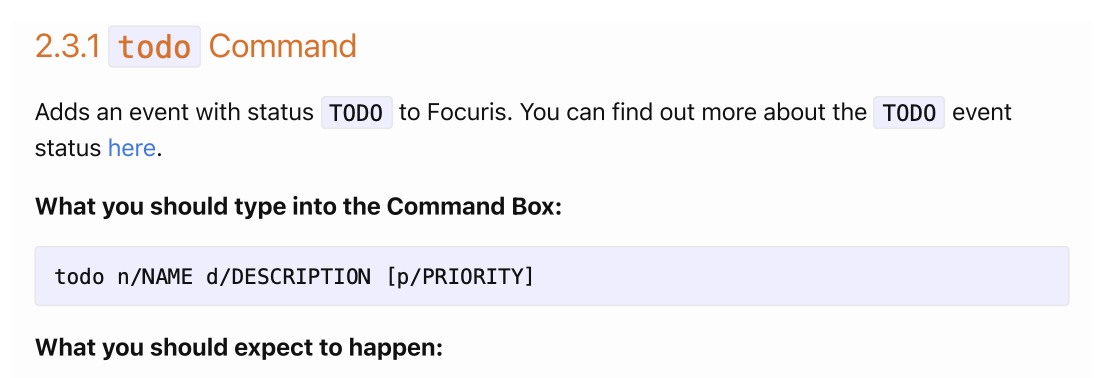 2.3.1 todo Command
Adds an event with status TODO to Focuris. You can find out more about the TODO event
status here.
What you should type into the Command Box:
todo n/NAME d/DESCRIPTION [p/PRIORITY]
What you should expect to happen: